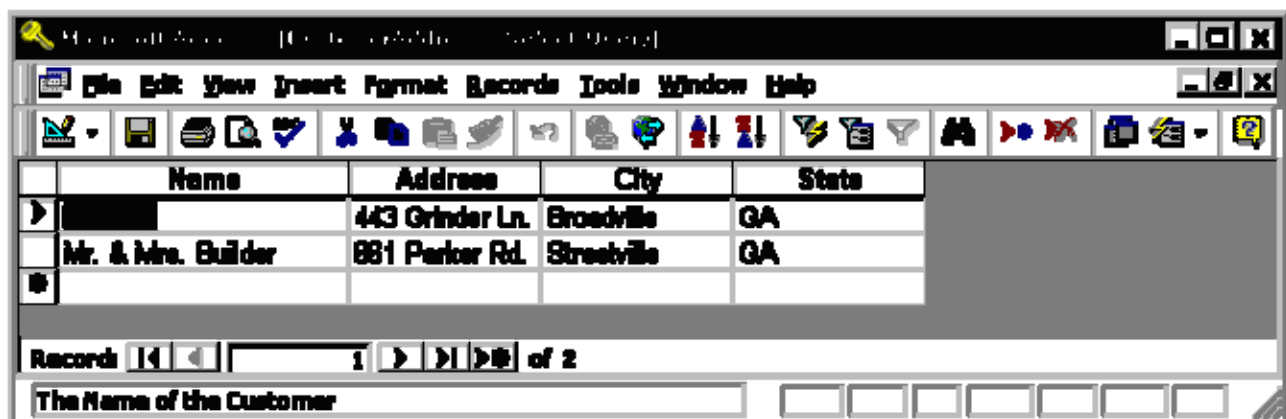 File Edit View Insert Format Records Tools Window Help
Name Address City State
443 Grinder Ln. Broadville GA
Mr. & Mrs. Builder 661 Parker Rd. Streetville GA
Record: 1 of 2
The Name of the Customer